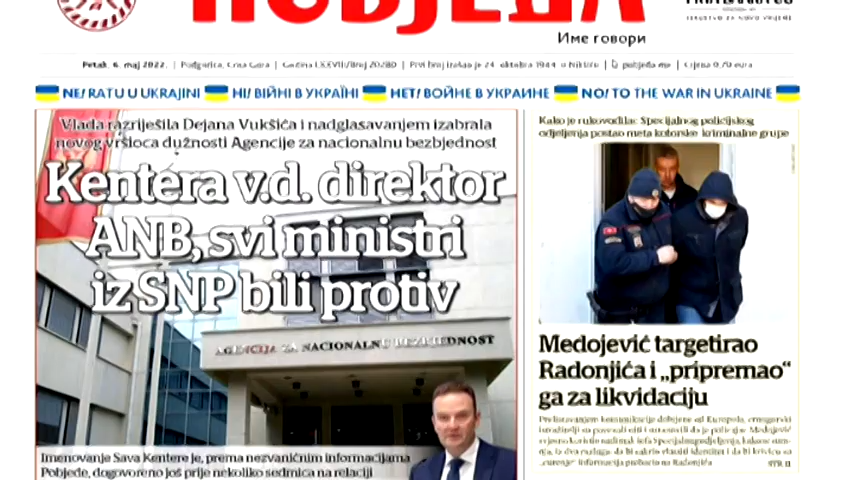 POBJEDA
Име говори
Petak, 6. maj 2022. | Podgorica, Crna Gora | Godina LXXVIII/Broj 20280 | Prvi broj izašao je 24. oktobra 1944. u Nikšiću | pobjeda.me | Cijena 0,70 eura
NE! RATU U UKRAJINI НІ! ВІЙНІ В УКРАЇНІ НЕТ! ВОЙНЕ В УКРАИНЕ NO! TO THE WAR IN UKRAINE
Vlada razriješila Dejana Vukšića i nadglasavanjem izabrala
novog vršioca dužnosti Agencije za nacionalnu bezbjednost
Kentera v.d. direktor
ANB, svi ministri
iz SNP bili protiv
AGENCIJA ZA NACIONALNU BEZBJEDNOST
Imenovanje Sava Kentere je, prema nezvaničnim informacijama
Pobjede, dogovoreno još prije nekoliko sedmica na relaciji
Kako je rukovodilac Specijalnog policijskog
odjeljenja postao meta kotorske kriminalne grupe
Medojević targetirao
Radonjića i „pripremao“
ga za likvidaciju
STR. 11